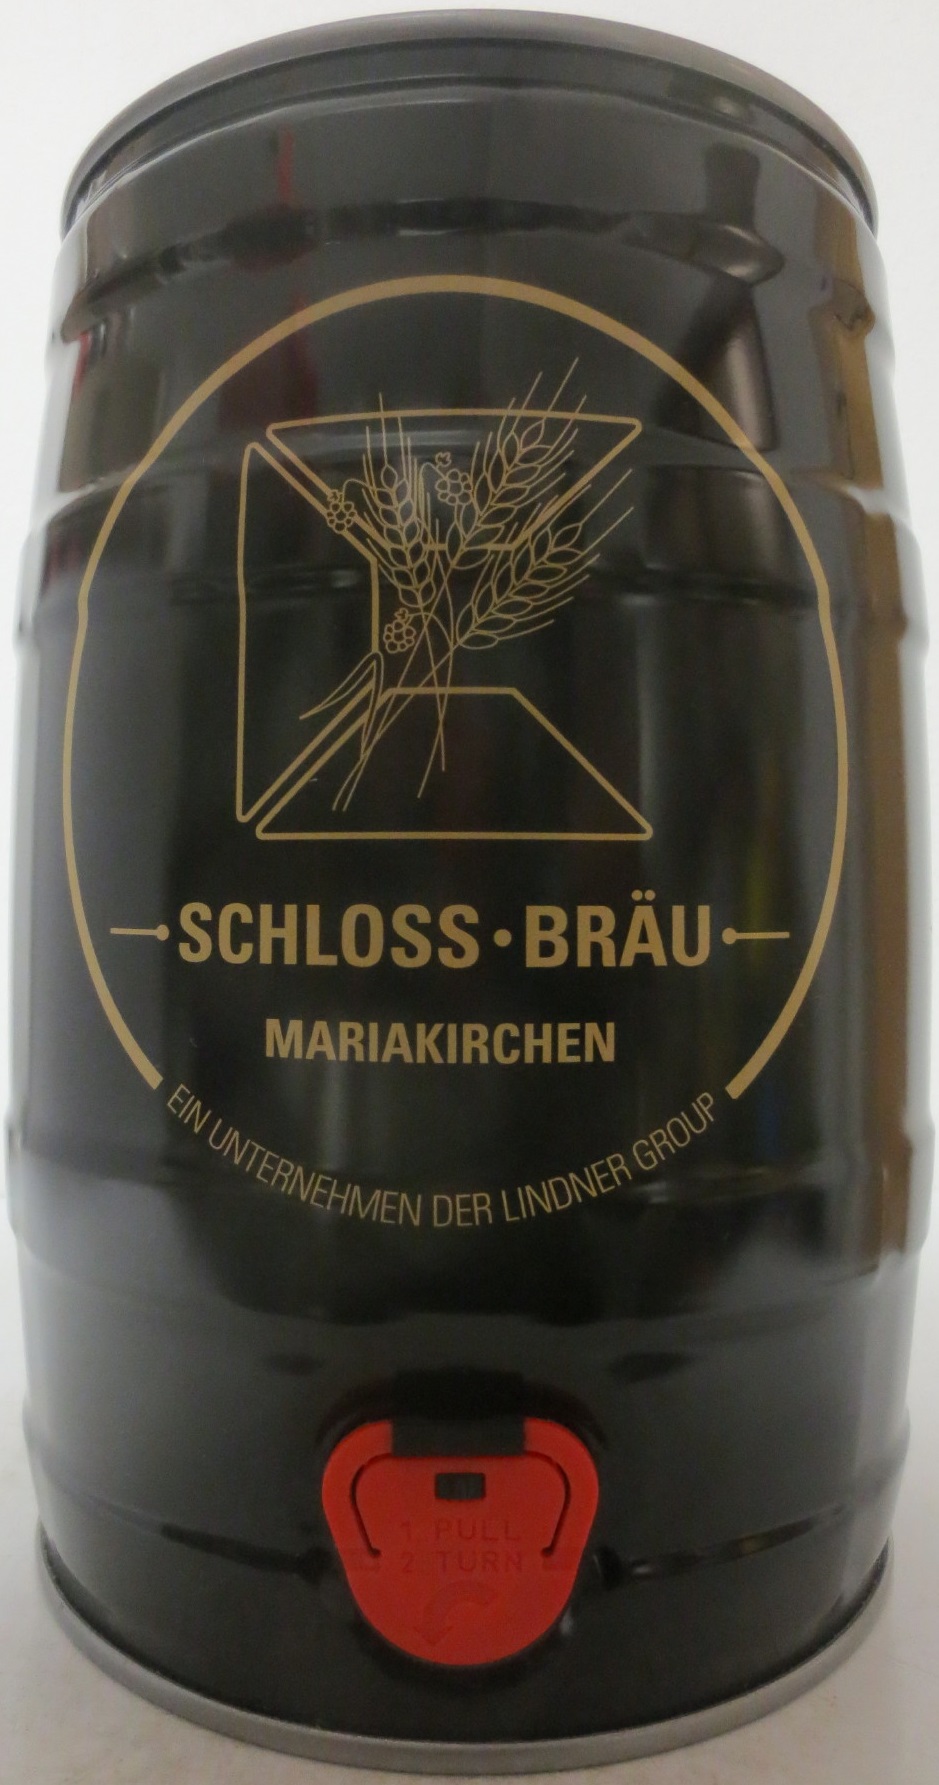 SCHLOSS • BRÄU
MARIAKIRCHEN
EIN UNTERNEHMEN DER LINDNER GROUP
1. PULL
2. TURN